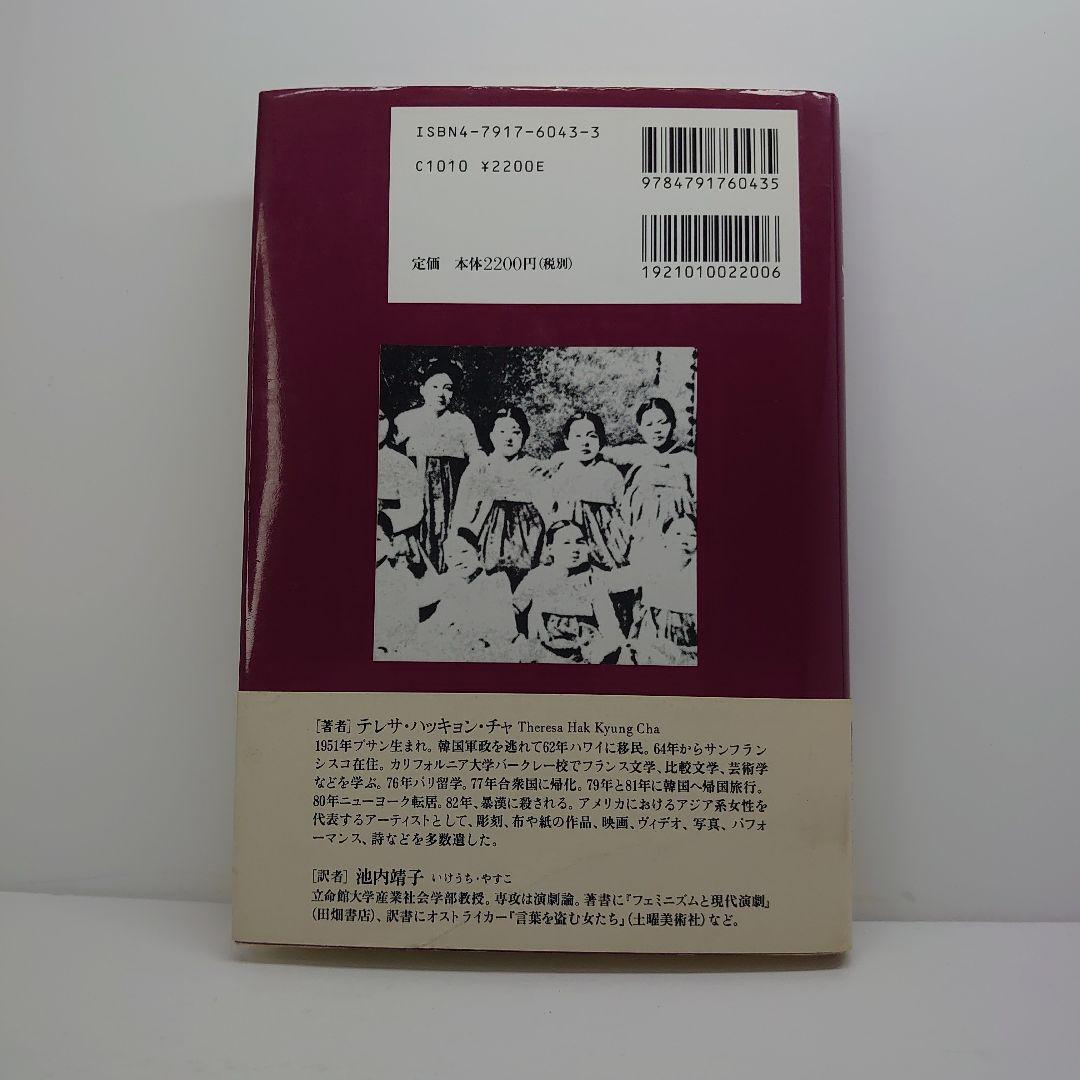 ISBN4-7917-6043-3
C1010 ¥2200E
定価 本体2200円(税別)
9784791760435
1921010022006
[著者] テレサ・ハッキョン・チャ Theresa Hak Kyung Cha
1951年プサン生まれ。韓国軍政を逃れて62年ハワイに移民。64年からサンフラン
シスコ在住。カリフォルニア大学バークレー校でフランス文学、比較文学、芸術学
などを学ぶ。76年パリ留学。77年合衆国に帰化。79年と81年に韓国へ帰国旅行。
80年ニューヨーク転居。82年、暴漢に殺される。アメリカにおけるアジア系女性を
代表するアーティストとして、彫刻、布や紙の作品、映画、ヴィデオ、写真、パフォ
ーマンス、詩などを多数遺した。
[訳者] 池内靖子 いけうち・やすこ
立命館大学産業社会学部教授。専攻は演劇論。著書に『フェミニズムと現代演劇』
(田畑書店)、訳書にオストライカー『言葉を盗む女たち』(土曜美術社)など。